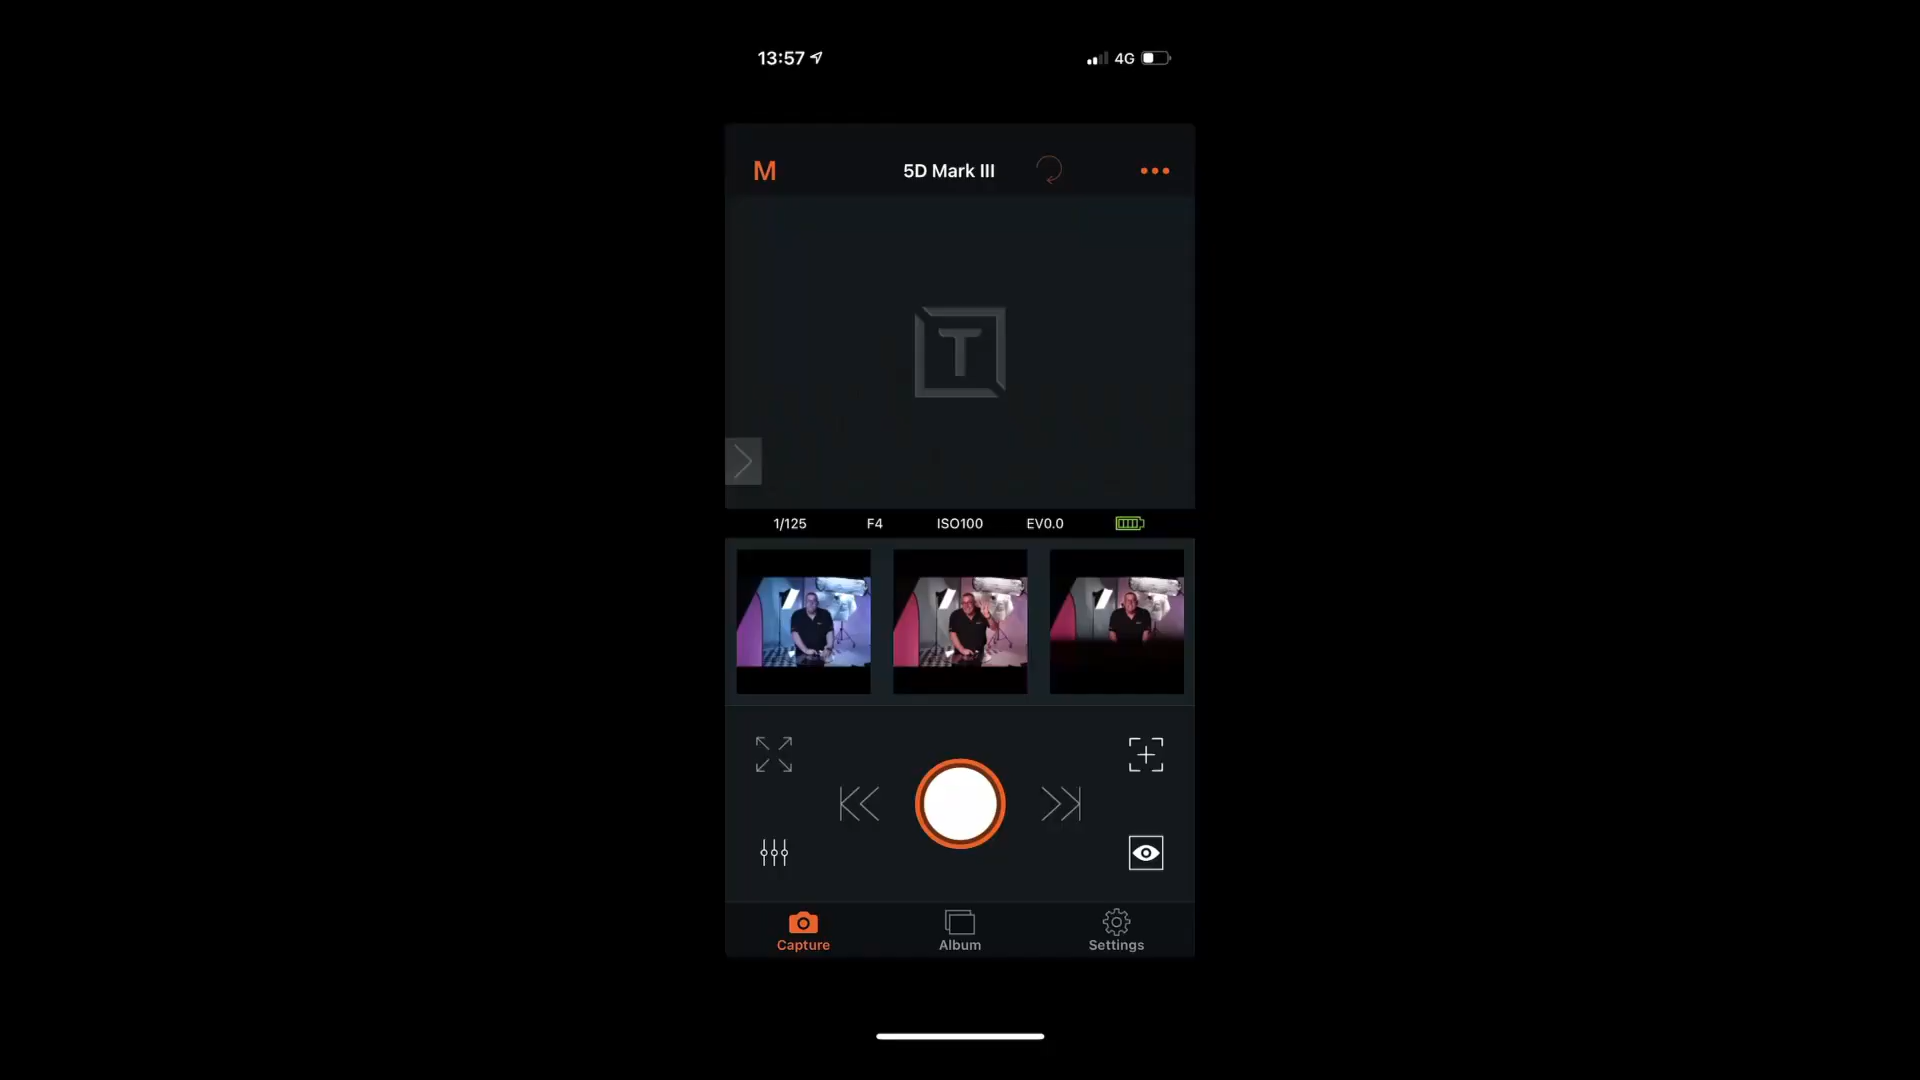 13:57 4G
M 5D Mark III
T
1/125 F4 ISO100 EV0.0
Capture Album Settings